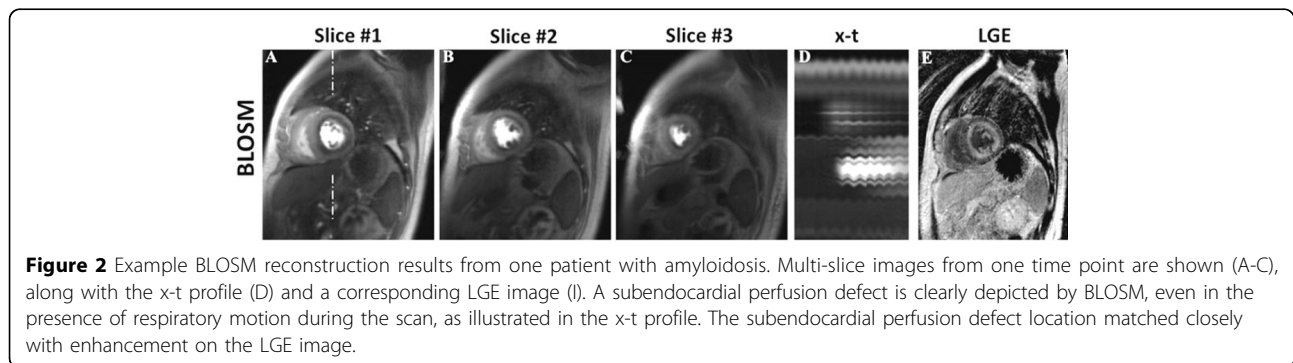 Slice #1 Slice #2 Slice #3 x-t LGE
A B C D E
BLOSM
Figure 2 Example BLOSM reconstruction results from one patient with amyloidosis. Multi-slice images from one time point are shown (A-C),
along with the x-t profile (D) and a corresponding LGE image (I). A subendocardial perfusion defect is clearly depicted by BLOSM, even in the
presence of respiratory motion during the scan, as illustrated in the x-t profile. The subendocardial perfusion defect location matched closely
with enhancement on the LGE image.